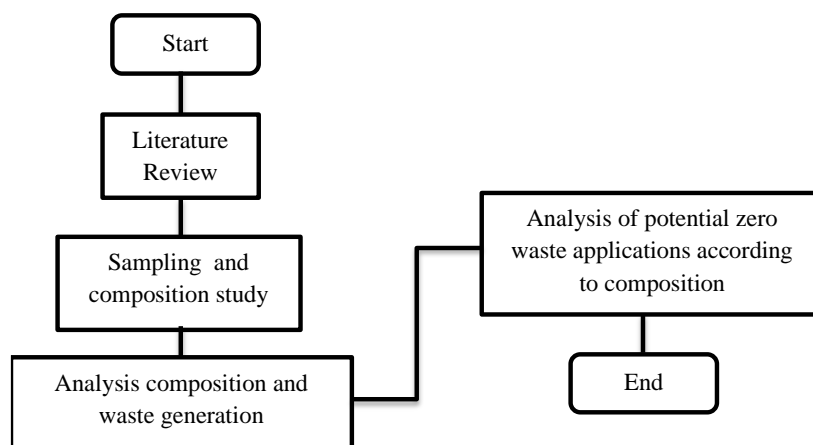 Start
Literature
Review
Sampling and
composition study
Analysis composition and
waste generation
Analysis of potential zero
waste applications according
to composition
End